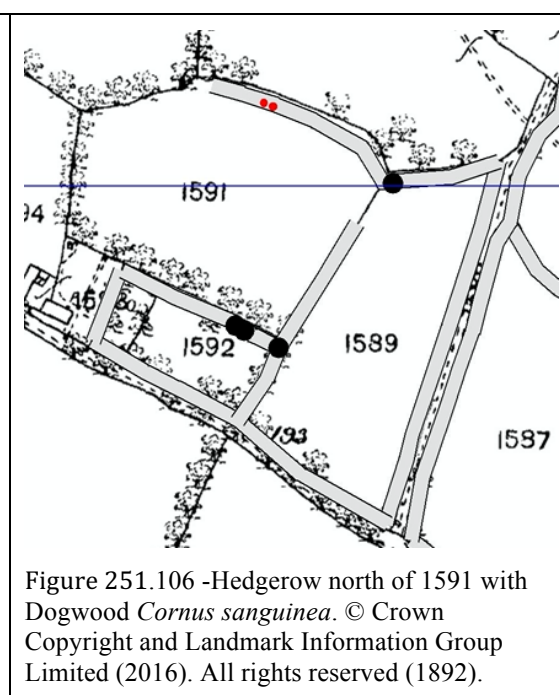 1591
94
1592
1589
193
1587
Figure 251.106 -Hedgerow north of 1591 with
Dogwood Cornus sanguinea. © Crown
Copyright and Landmark Information Group
Limited (2016). All rights reserved (1892).